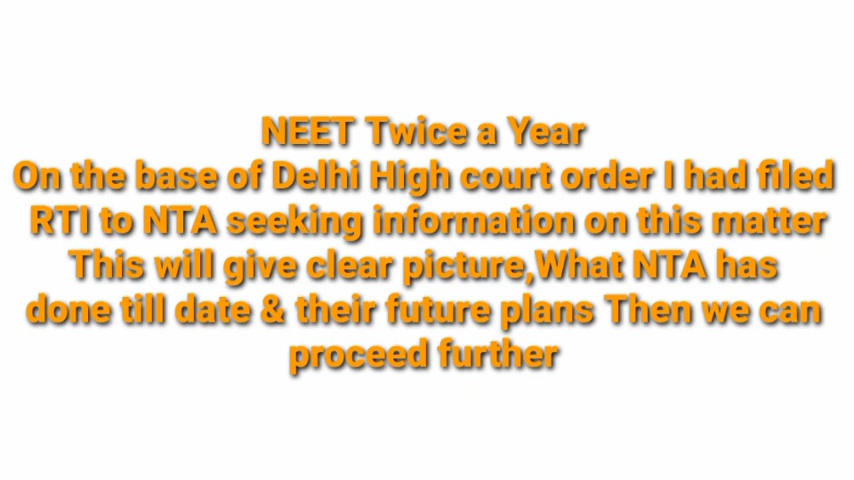 NEET Twice a Year
On the base of Delhi High court order I had filed
RTI to NTA seeking information on this matter
This will give clear picture,What NTA has
done till date & their future plans Then we can
proceed further